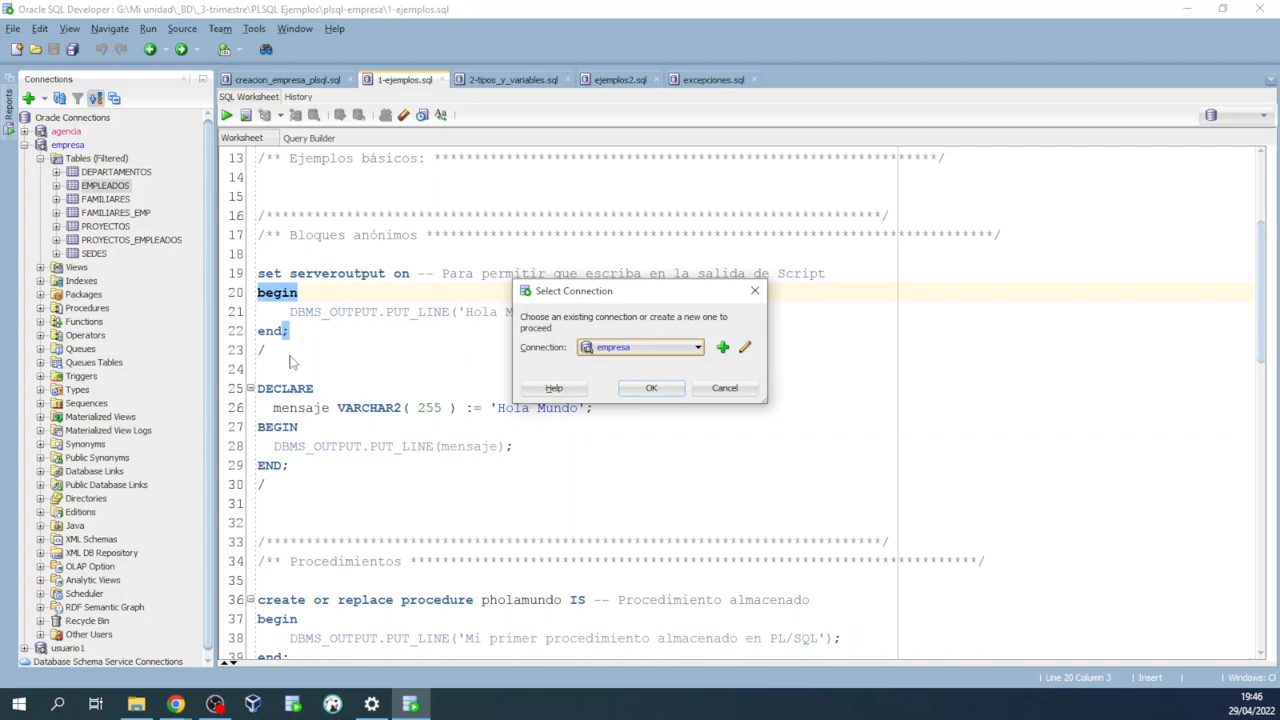 Oracle SQL Developer : G:\Mi unidad\_BD\_3-trimestre\PLSQL Ejemplos\plsql-empresa\1-ejemplos.sql
File Edit View Navigate Run Source Team Tools Window Help
Connections
Reports
Oracle Connections
agencia
empresa
Tables (Filtered)
DEPARTAMENTOS
EMPLEADOS
FAMILIARES
FAMILIARES_EMP
PROYECTOS
PROYECTOS_EMPLEADOS
SEDES
Views
Indexes
Packages
Procedures
Functions
Operators
Queues
Queues Tables
Triggers
Types
Sequences
Materialized Views
Materialized View Logs
Synonyms
Public Synonyms
Database Links
Public Database Links
Directories
Editions
Java
XML Schemas
XML DB Repository
OLAP Option
Analytic Views
Scheduler
RDF Semantic Graph
Recycle Bin
Other Users
usuario1
Database Schema Service Connections
creacion_empresa_plsql.sql 1-ejemplos.sql 2-tipos_y_variables.sql ejemplos2.sql excepciones.sql
SQL Worksheet History
Worksheet Query Builder
13 /** Ejemplos básicos: ***************************************************************/
14
15
16 /*****************************************************************************/
17 /** Bloques anónimos ***********************************************************************/
18
19 set serveroutput on -- Para permitir que escriba en la salida de Script
20 begin
21 DBMS_OUTPUT.PUT_LINE('Hola M
22 end;
23 /
24
25 DECLARE
26 mensaje VARCHAR2( 255 ) := 'Hola Mundo';
27 BEGIN
28 DBMS_OUTPUT.PUT_LINE(mensaje);
29 END;
30 /
31
32
33 /*****************************************************************************/
34 /** Procedimientos ***********************************************************************/
35
36 create or replace procedure pholamundo IS -- Procedimiento almacenado
37 begin
38 DBMS_OUTPUT.PUT_LINE('Mi primer procedimiento almacenado en PL/SQL');
39 end;
Select Connection
Choose an existing connection or create a new one to
proceed
Connection: empresa
Help OK Cancel
Line 20 Column 3 Insert Windows: Cl
19:46
29/04/2022